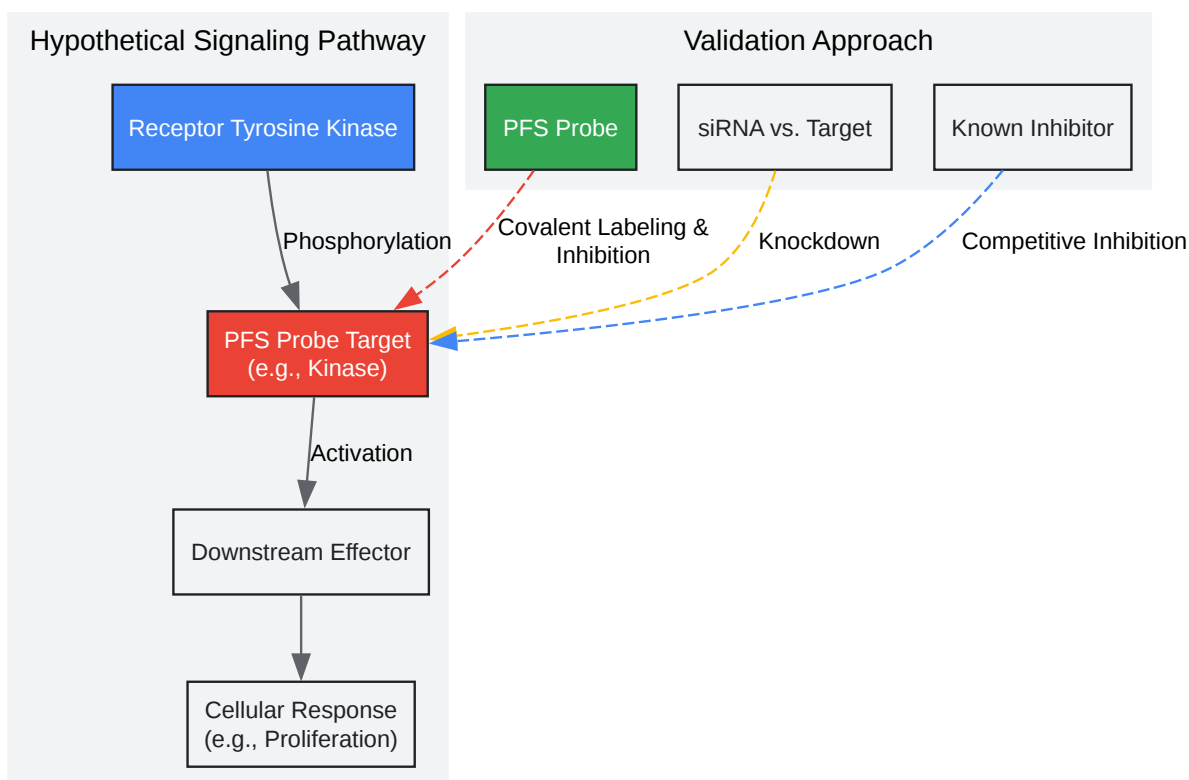 Hypothetical Signaling Pathway
Validation Approach
Receptor Tyrosine Kinase
PFS Probe
siRNA vs. Target
Known Inhibitor
Phosphorylation
Covalent Labeling &
Inhibition
Knockdown
Competitive Inhibition
PFS Probe Target
(e.g., Kinase)
Activation
Downstream Effector
Cellular Response
(e.g., Proliferation)